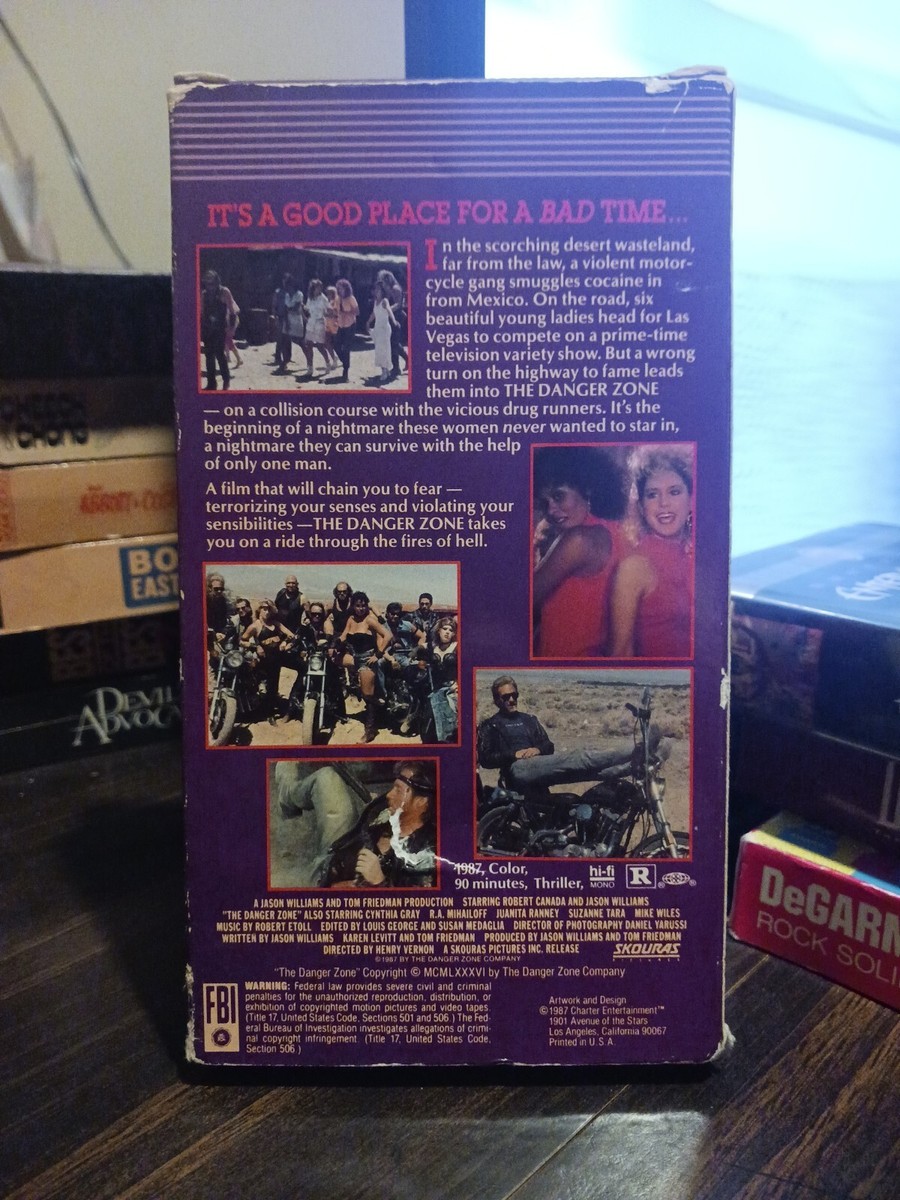 IT'S A GOOD PLACE FOR A BAD TIME...
In the scorching desert wasteland,
far from the law, a violent motor-
cycle gang smuggles cocaine in
from Mexico. On the road, six
beautiful young ladies head for Las
Vegas to compete on a prime-time
television variety show. But a wrong
turn on the highway to fame leads
them into THE DANGER ZONE
— on a collision course with the vicious drug runners. It's the
beginning of a nightmare these women never wanted to star in,
a nightmare they can survive with the help
of only one man.
A film that will chain you to fear —
terrorizing your senses and violating your
sensibilities —THE DANGER ZONE takes
you on a ride through the fires of hell.
1987, Color,
90 minutes, Thriller,
hi-fi
MONO
R
A JASON WILLIAMS AND TOM FRIEDMAN PRODUCTION STARRING ROBERT CANADA AND JASON WILLIAMS
"THE DANGER ZONE" ALSO STARRING CYNTHIA GRAY R.A. MIHAILOFF JUANITA RANNEY SUZANNE TARA MIKE WILES
MUSIC BY ROBERT ETOLL EDITED BY LOUIS GEORGE AND SUSAN MEDAGLIA DIRECTOR OF PHOTOGRAPHY DANIEL YARUSSI
WRITTEN BY JASON WILLIAMS KAREN LEVITT AND TOM FRIEDMAN PRODUCED BY JASON WILLIAMS AND TOM FRIEDMAN
DIRECTED BY HENRY VERNON A SKOURAS PICTURES INC. RELEASE
SKOURAS
PICTURES
©1987 BY THE DANGER ZONE COMPANY
"The Danger Zone" Copyright © MCMLXXXVI by The Danger Zone Company
FBI
WARNING: Federal law provides severe civil and criminal
penalties for the unauthorized reproduction, distribution, or
exhibition of copyrighted motion pictures and video tapes.
(Title 17, United States Code, Sections 501 and 506.) The Fed-
eral Bureau of Investigation investigates allegations of crimi-
nal copyright infringement. (Title 17, United States Code,
Section 506.)
Artwork and Design
©1987 Charter Entertainment™
1901 Avenue of the Stars
Los Angeles, California 90067
Printed in U.S.A.
CHEECH
CHONG
ABBOTT
BO
EAST
DEVIL
ADVOC
DeGARM
ROCK SOLI